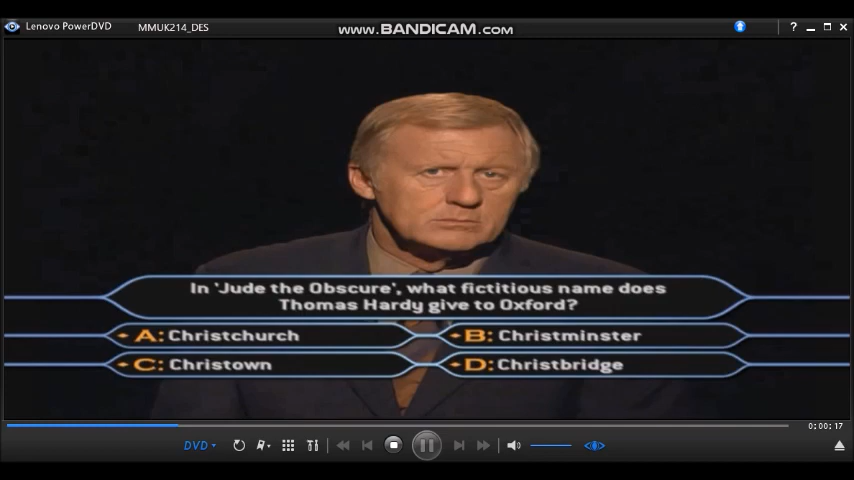 Lenovo PowerDVD
MMUK214_DES
www.BANDICAM.com
?
In 'Jude the Obscure', what fictitious name does
Thomas Hardy give to Oxford?
A: Christchurch
B: Christminster
C: Christown
D: Christbridge
0:00:17
DVD